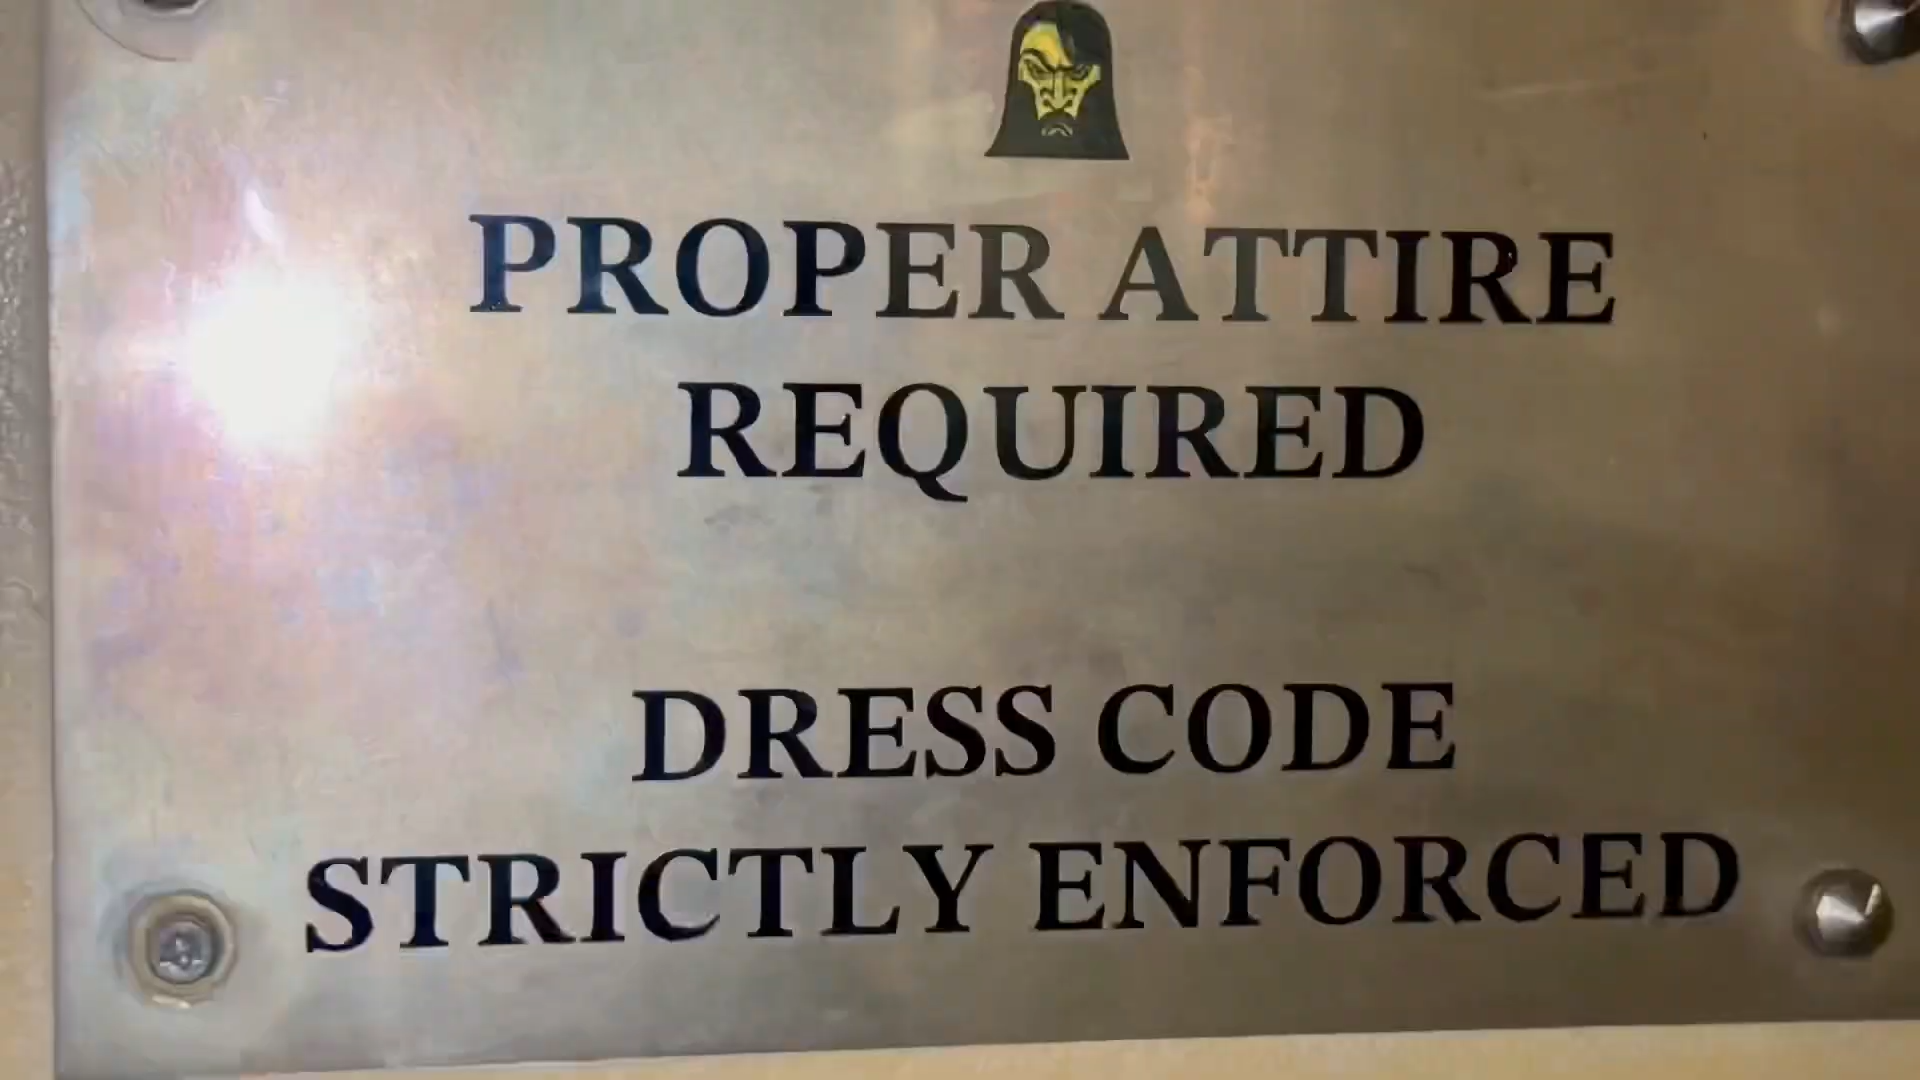 PROPER ATTIRE
REQUIRED
DRESS CODE
STRICTLY ENFORCED